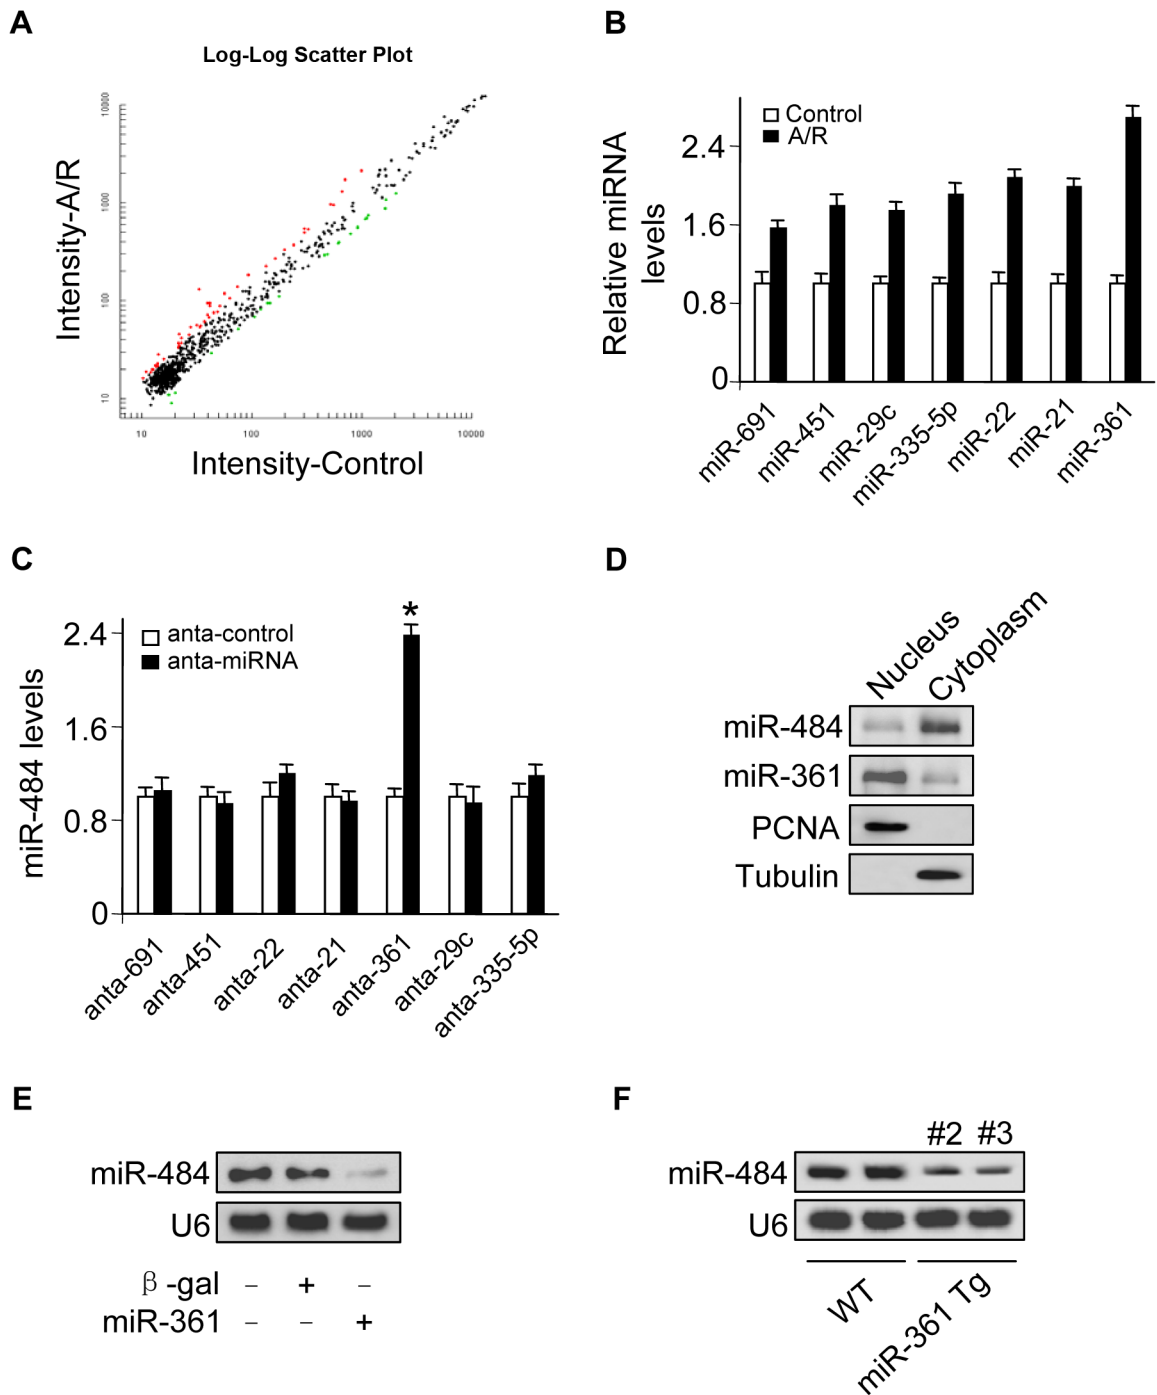 A
Log-Log Scatter Plot
Intensity-A/R
10000
1000
100
10
10 100 1000 10000
Intensity-Control
B
Relative miRNA
levels
Control
A/R
2.4
1.6
0.8
0
miR-691 miR-451 miR-29c miR-335-5p miR-22 miR-21 miR-361
C
miR-484 levels
*
anta-control
anta-miRNA
2.4
1.6
0.8
0
anta-691 anta-451 anta-22 anta-21 anta-361 anta-29c anta-335-5p
D
Nucleus Cytoplasm
miR-484
miR-361
PCNA
Tubulin
E
miR-484
U6
β-gal − + −
miR-361 − − +
F
#2 #3
miR-484
U6
WT miR-361 Tg